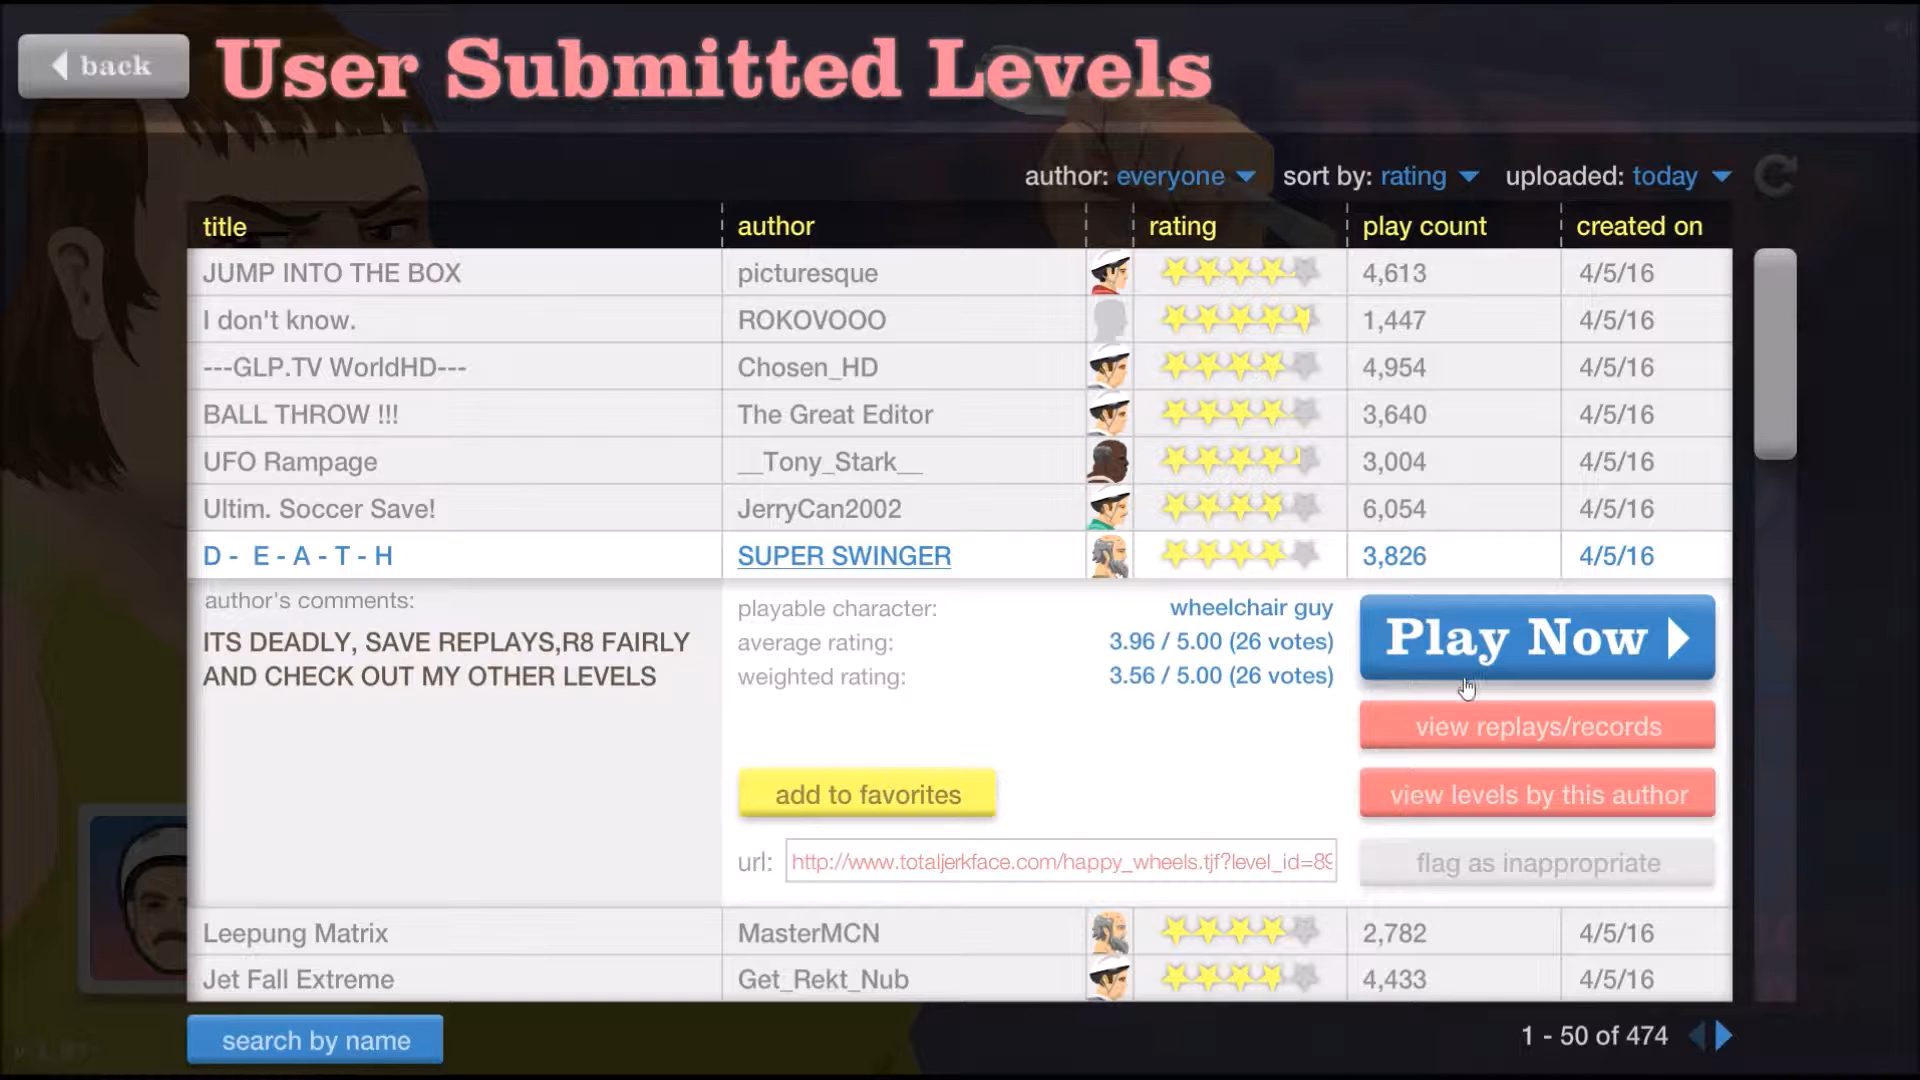 back
User Submitted Levels
author: everyone sort by: rating uploaded: today
title author rating play count created on
JUMP INTO THE BOX picturesque 4,613 4/5/16
I don't know. ROKOVOOO 1,447 4/5/16
---GLP.TV WorldHD--- Chosen_HD 4,954 4/5/16
BALL THROW !!! The Great Editor 3,640 4/5/16
UFO Rampage __Tony_Stark__ 3,004 4/5/16
Ultim. Soccer Save! JerryCan2002 6,054 4/5/16
D - E - A - T - H SUPER SWINGER 3,826 4/5/16
author's comments:
ITS DEADLY, SAVE REPLAYS,R8 FAIRLY
AND CHECK OUT MY OTHER LEVELS
playable character: wheelchair guy
average rating: 3.96 / 5.00 (26 votes)
weighted rating: 3.56 / 5.00 (26 votes)
Play Now
view replays/records
add to favorites
view levels by this author
url: http://www.totaljerkface.com/happy_wheels.tjf?level_id=89
flag as inappropriate
Leepung Matrix MasterMCN 2,782 4/5/16
Jet Fall Extreme Get_Rekt_Nub 4,433 4/5/16
search by name
1 - 50 of 474